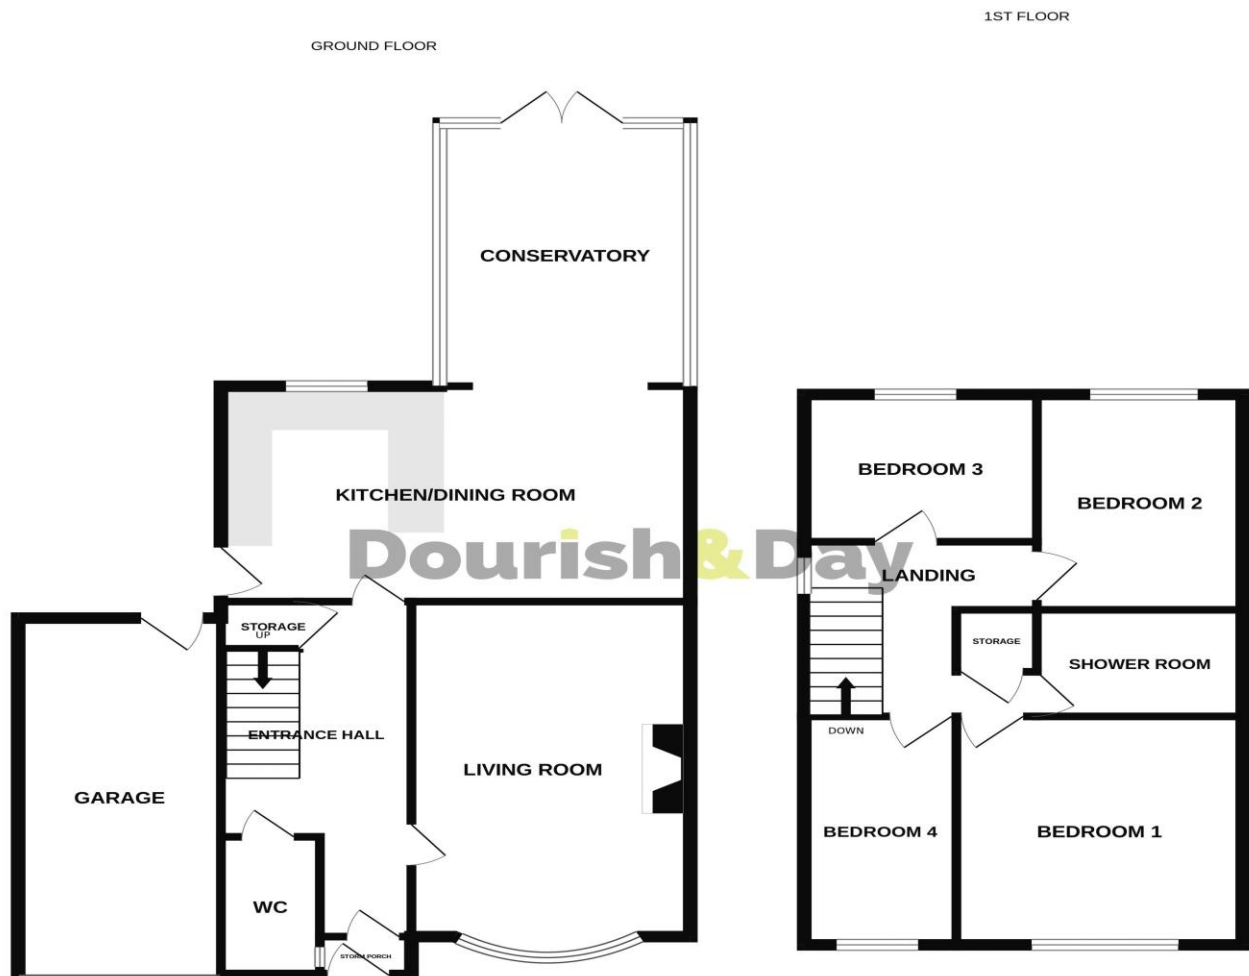 GROUND FLOOR
1ST FLOOR
CONSERVATORY
KITCHEN/DINING ROOM
Dourish&Day
STORAGE
UP
ENTRANCE HALL
LIVING ROOM
GARAGE
WC
STORM PORCH
BEDROOM 3
BEDROOM 2
LANDING
STORAGE
SHOWER ROOM
DOWN
BEDROOM 4
BEDROOM 1